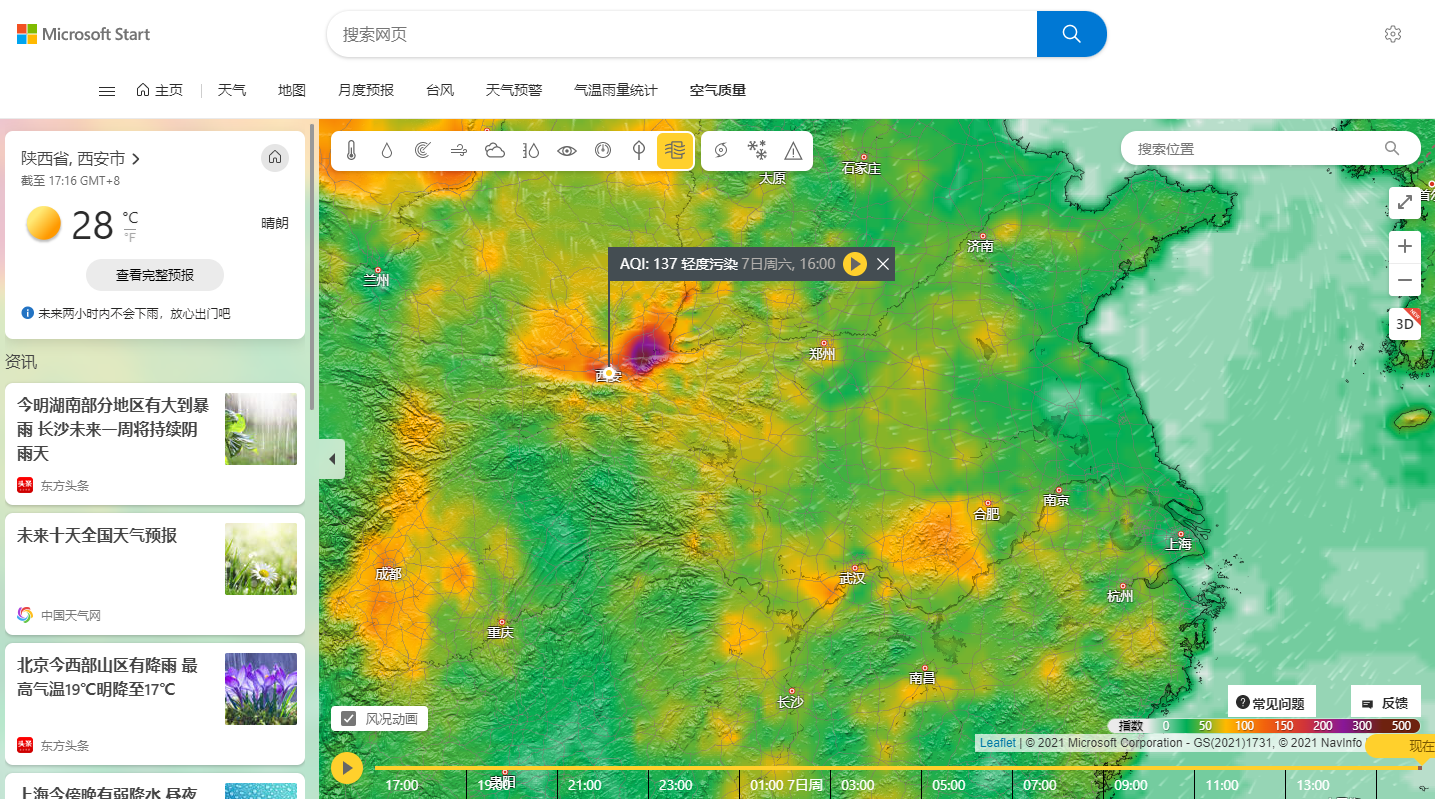 Microsoft Start
搜索网页
主页
天气
地图
月度预报
台风
天气预警
气温雨量统计
空气质量
陕西省, 西安市
截至 17:16 GMT+8
28 °C
°F
晴朗
查看完整预报
未来两小时内不会下雨，放心出门吧
资讯
今明湖南部分地区有大到暴
雨 长沙未来一周将持续阴
雨天
头条
东方头条
未来十天全国天气预报
中国天气网
北京今西部山区有降雨 最
高气温19℃明降至17℃
头条
东方头条
上海今傍晚有弱降水 昼夜
搜索位置
太原
石家庄
济南
兰州
AQI: 137 轻度污染 7日周六, 16:00
郑州
西安
3D
NEW
南京
合肥
上海
成都
武汉
杭州
重庆
南昌
长沙
贵阳
风况动画
常见问题
反馈
指数 0 50 100 150 200 300 500
Leaflet | © 2021 Microsoft Corporation - GS(2021)1731, © 2021 NavInfo
现在
17:00
19:00
21:00
23:00
01:00 7日周
03:00
05:00
07:00
09:00
11:00
13:00